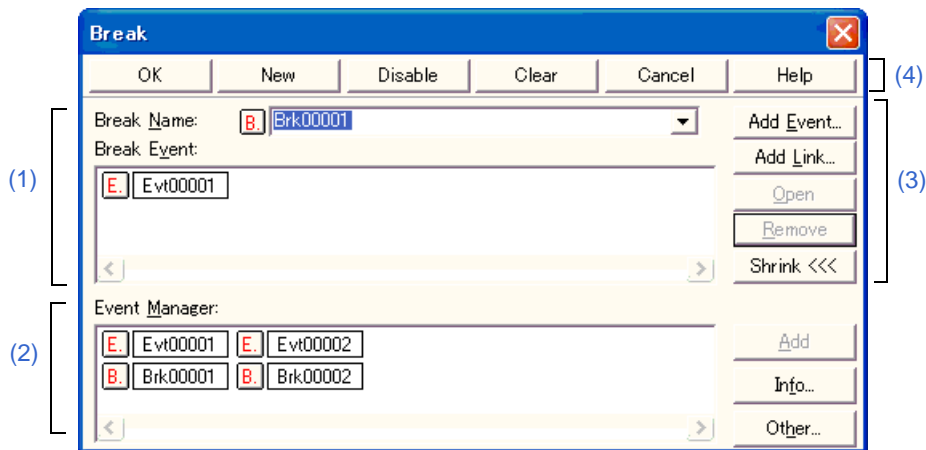 Break
OK New Disable Clear Cancel Help
(4)
Break Name: B. Brk00001
Add Event...
Break Event:
Add Link...
(1)
E. Evt00001
(3)
Open
Remove
Shrink <<<
Event Manager:
(2)
E. Evt00001 E. Evt00002
Add
B. Brk00001 B. Brk00002
Info...
Other...